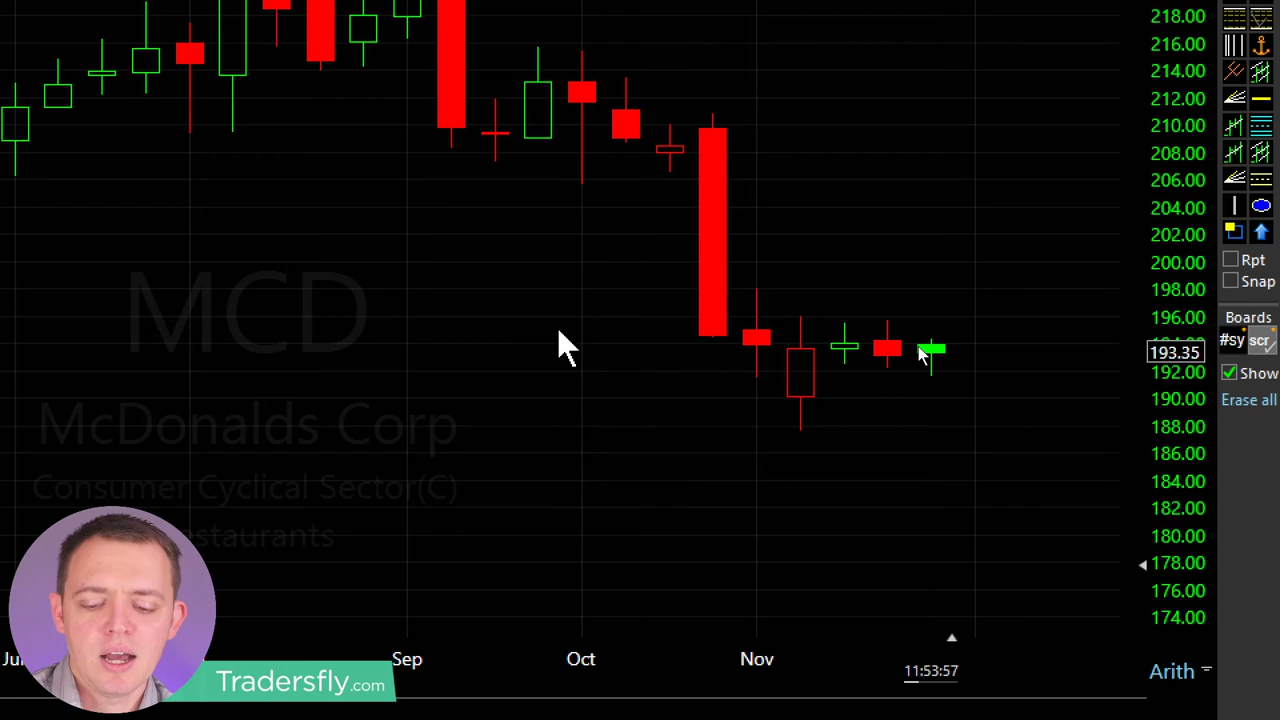 218.00
216.00
214.00
212.00
210.00
208.00
206.00
204.00
202.00
200.00
198.00
196.00
193.35
192.00
190.00
188.00
186.00
184.00
182.00
180.00
178.00
176.00
174.00
Rpt
Snap
Boards
#sy scr
Show
Erase all
MCD
McDonalds Corp
Consumer Cyclical Sector(C)
estaurants
Sep Oct Nov
11:53:57
Arith
Tradersfly.com